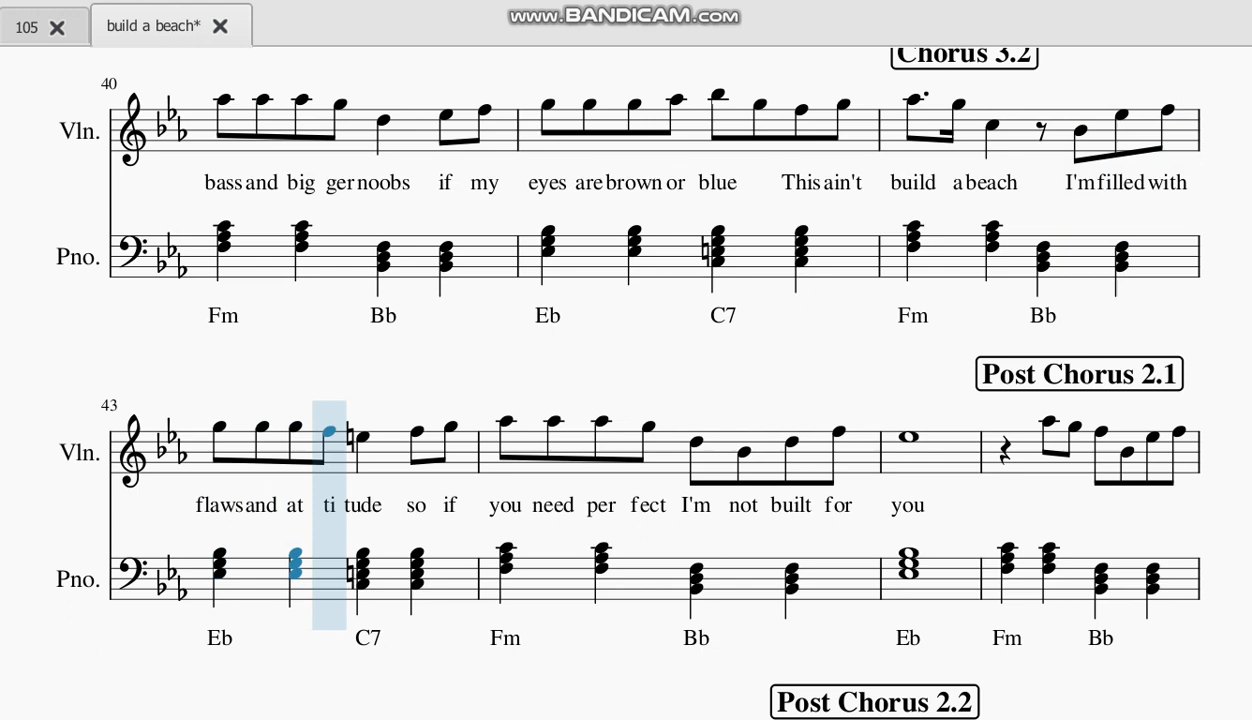 www.BANDICAM.com
105
build a beach*
Chorus 3.2
40
Vln.
bass and big ger noobs if my eyes are brown or blue This ain't build a beach I'm filled with
Pno.
Fm Bb Eb C7 Fm Bb
Post Chorus 2.1
43
Vln.
flaws and at ti tude so if you need per fect I'm not built for you
Pno.
Eb C7 Fm Bb Eb Fm Bb
Post Chorus 2.2